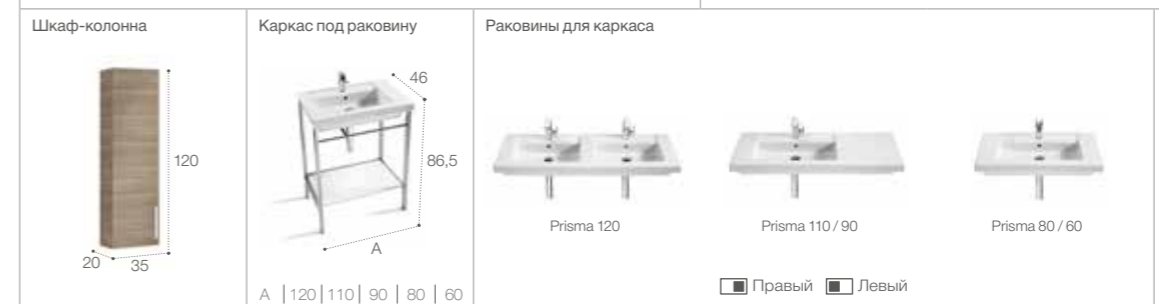 Шкаф-колонна
120
20
35
Каркас под раковину
46
86,5
A
A | 120 | 110 | 90 | 80 | 60
Раковины для каркаса
Prisma 120
Prisma 110 / 90
Prisma 80 / 60
Правый Левый